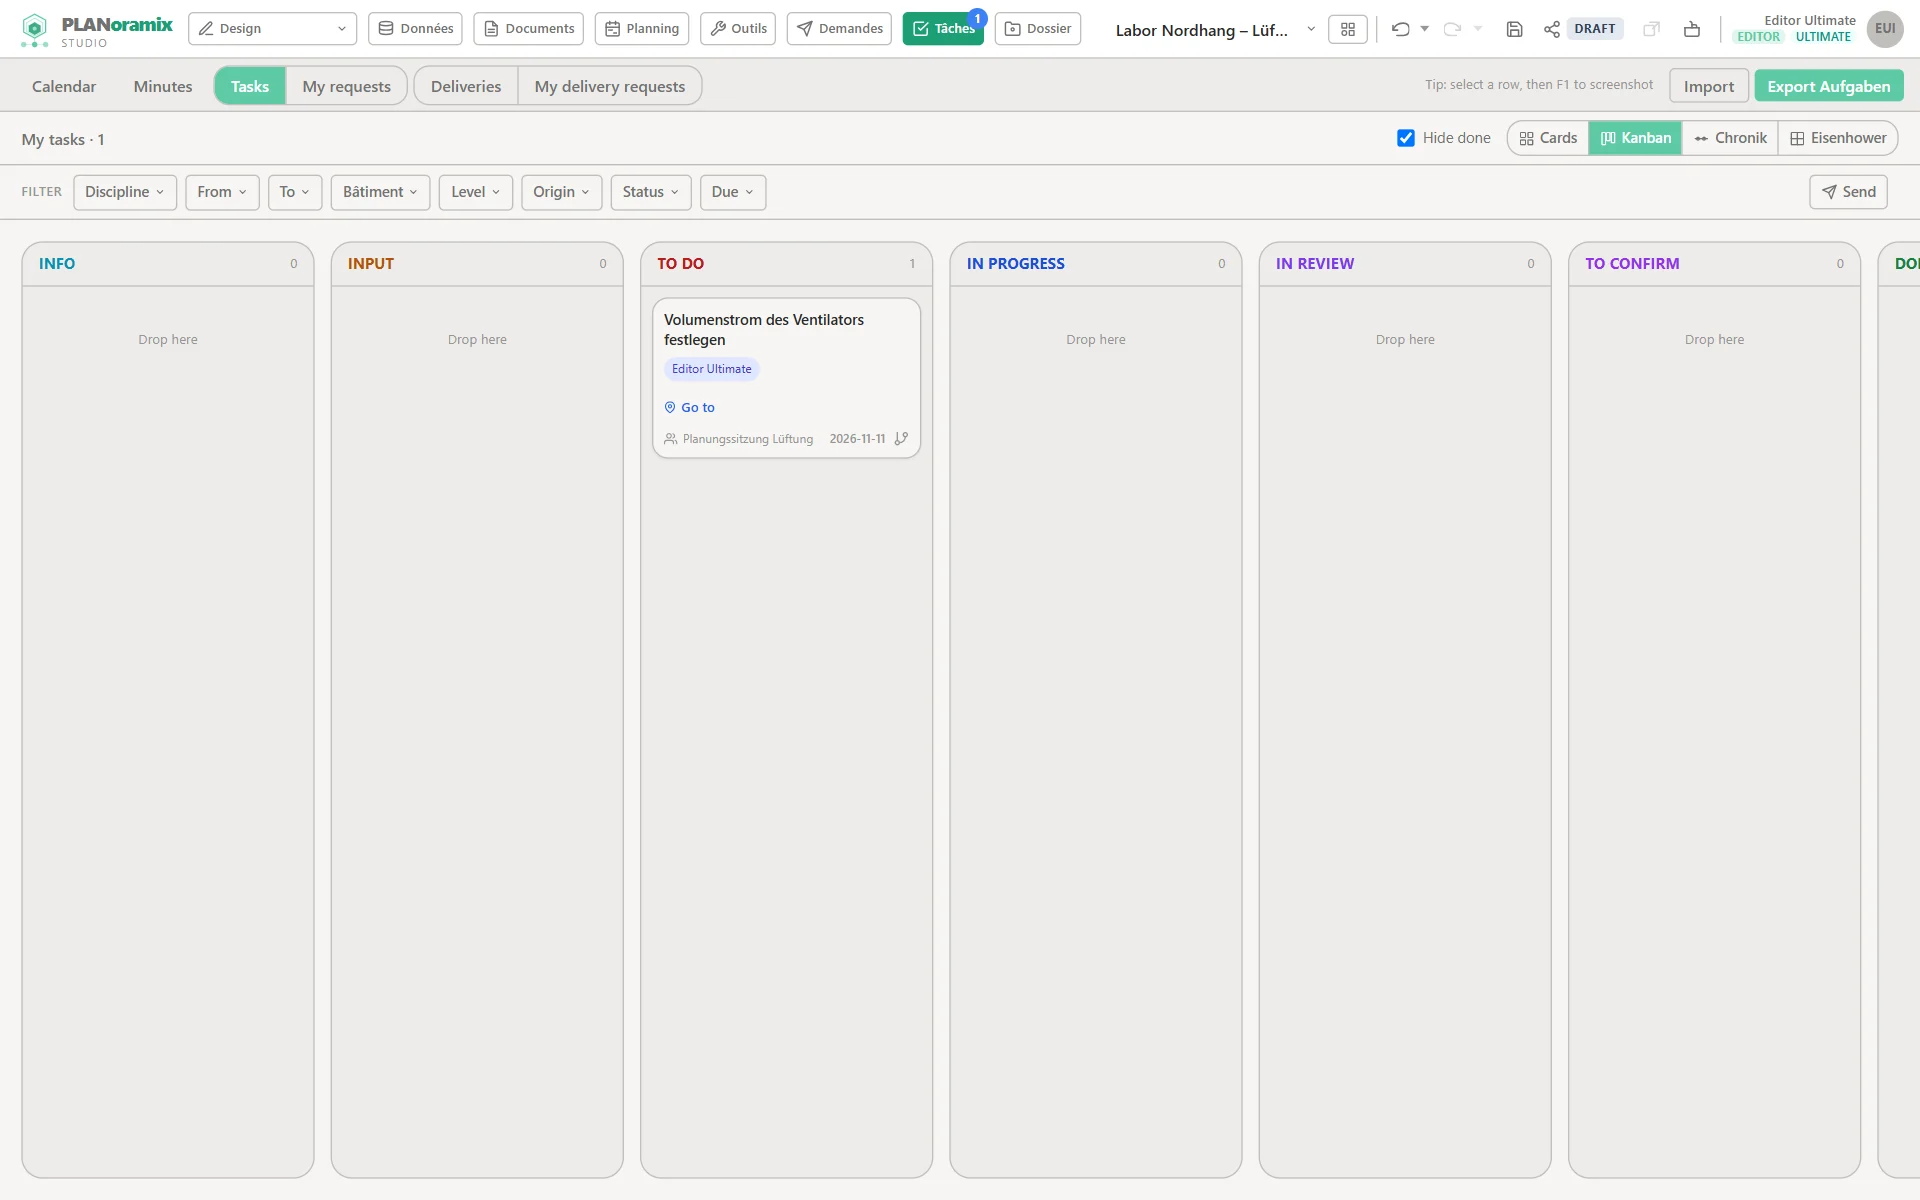 PLANoramix
STUDIO
Design
Données
Documents
Planning
Outils
Demandes
Tâches
1
Dossier
Labor Nordhang – Lüf...
DRAFT
Editor Ultimate
EDITOR ULTIMATE
EUI
Calendar
Minutes
Tasks
My requests
Deliveries
My delivery requests
Tip: select a row, then F1 to screenshot
Import
Export Aufgaben
My tasks · 1
Hide done
Cards
Kanban
Chronik
Eisenhower
FILTER
Discipline
From
To
Bâtiment
Level
Origin
Status
Due
Send
INFO 0
INPUT 0
TO DO 1
IN PROGRESS 0
IN REVIEW 0
TO CONFIRM 0
Drop here
Drop here
Volumenstrom des Ventilators
festlegen
Editor Ultimate
Go to
Planungssitzung Lüftung 2026-11-11
Drop here
Drop here
Drop here